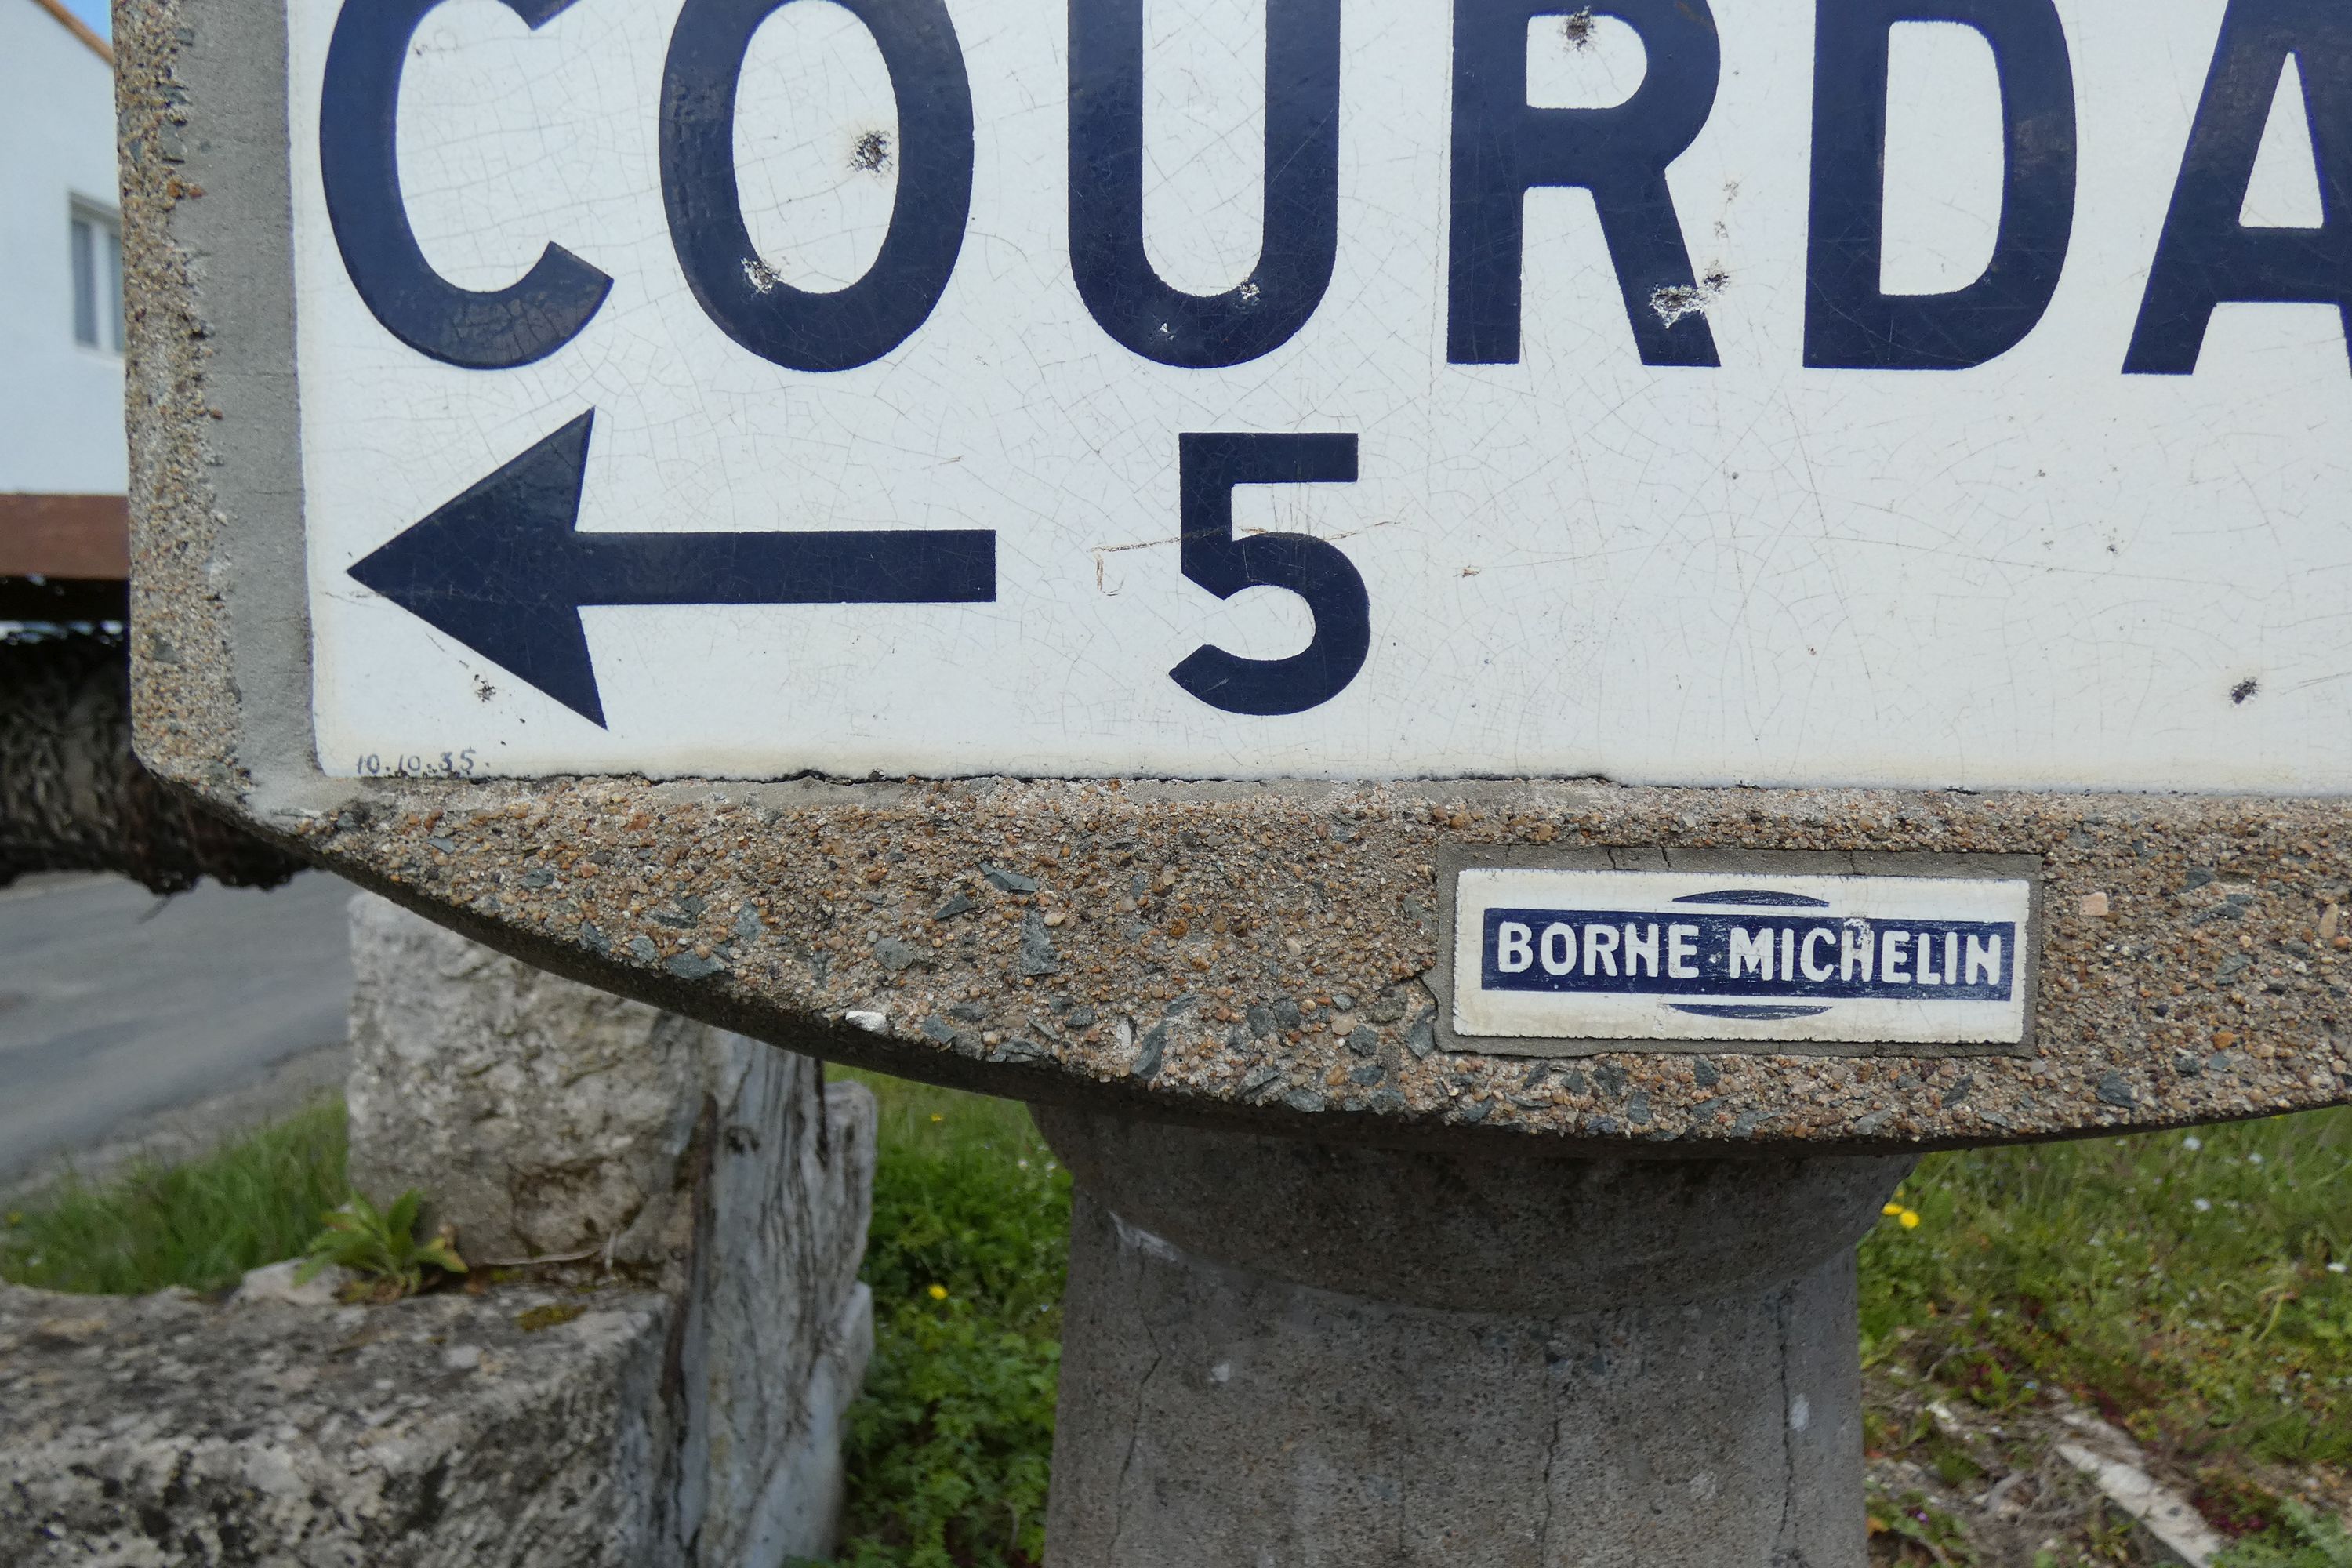 COURDA
5
10.10.35.
BORNE MICHELIN